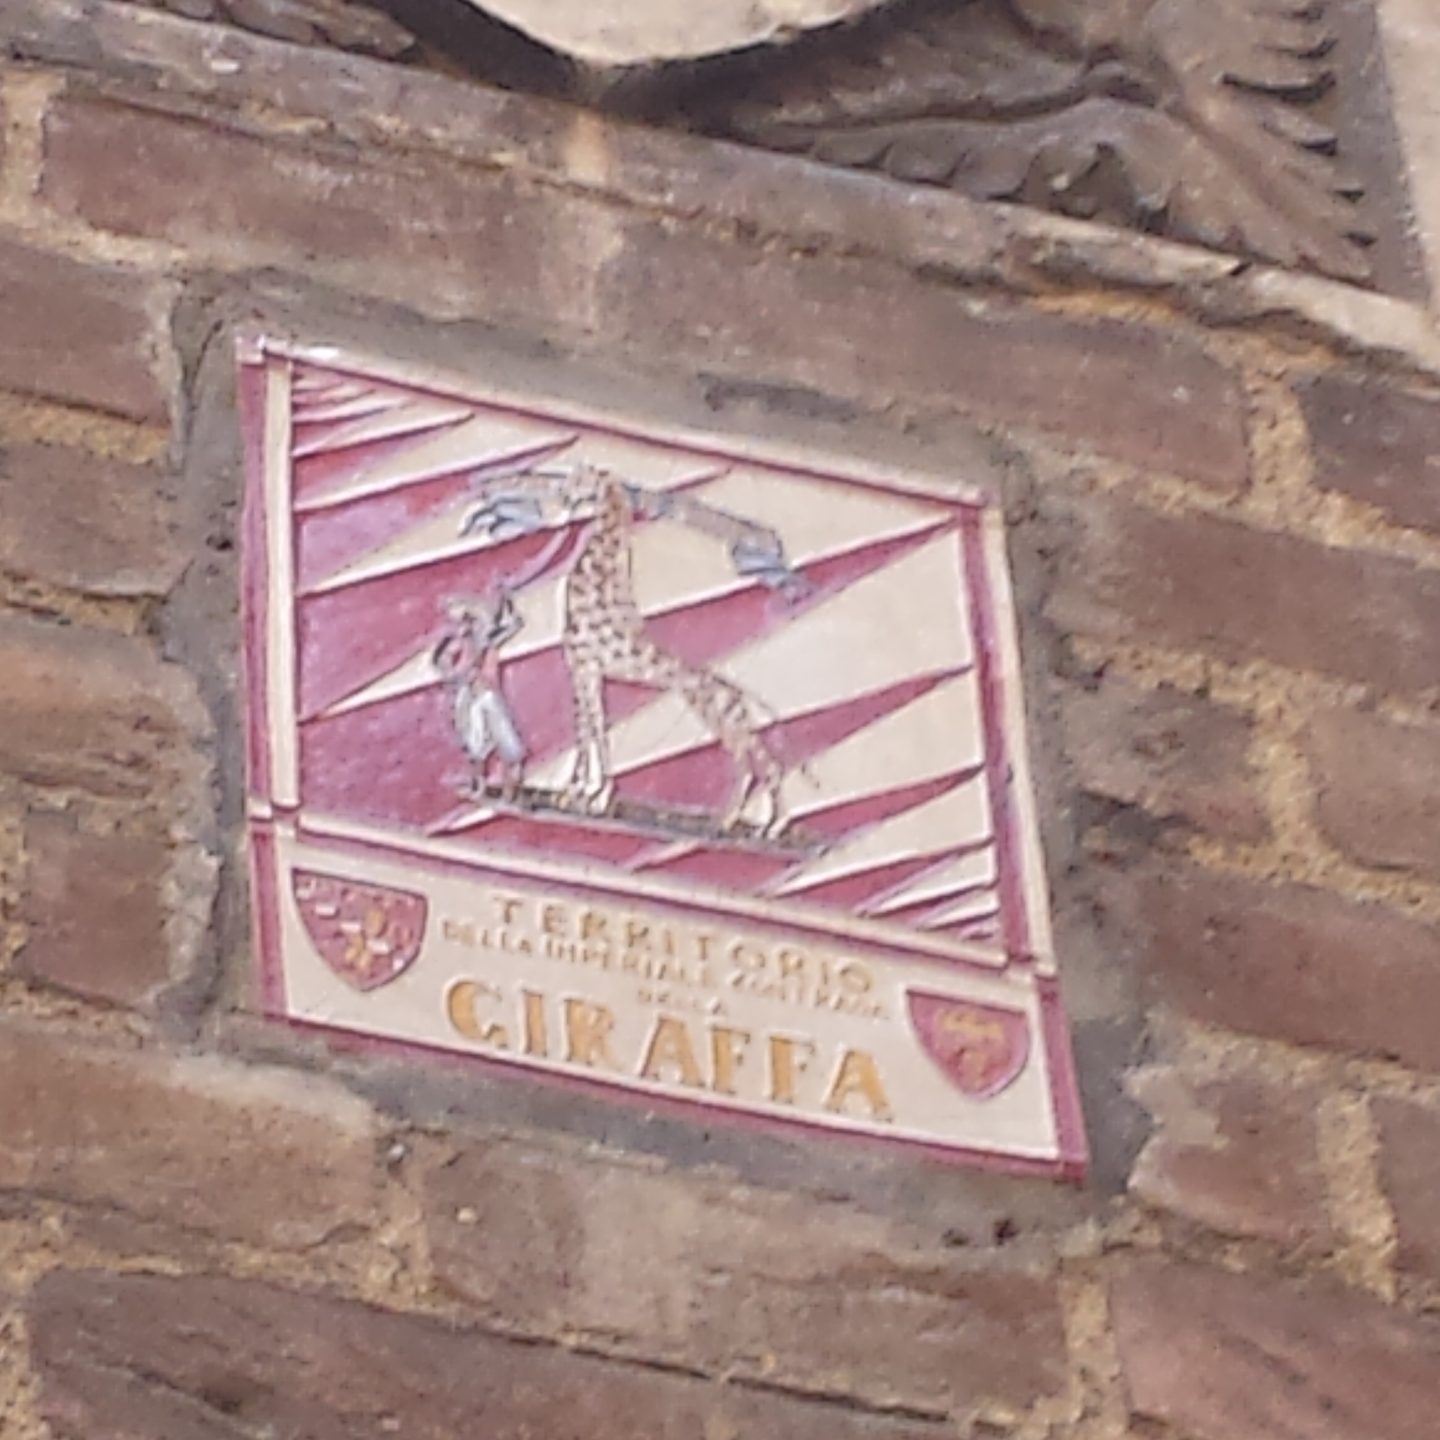 TERRITORIO
DELLA IMPERIALE CONTRADA
DELLA
GIRAFFA